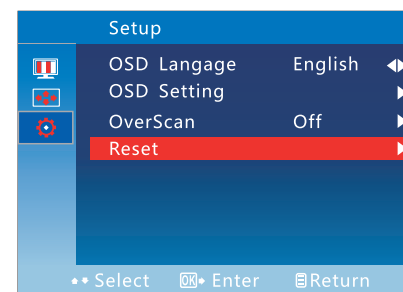 Setup
OSD Langage English
OSD Setting
OverScan Off
Reset
Select OK Enter Return